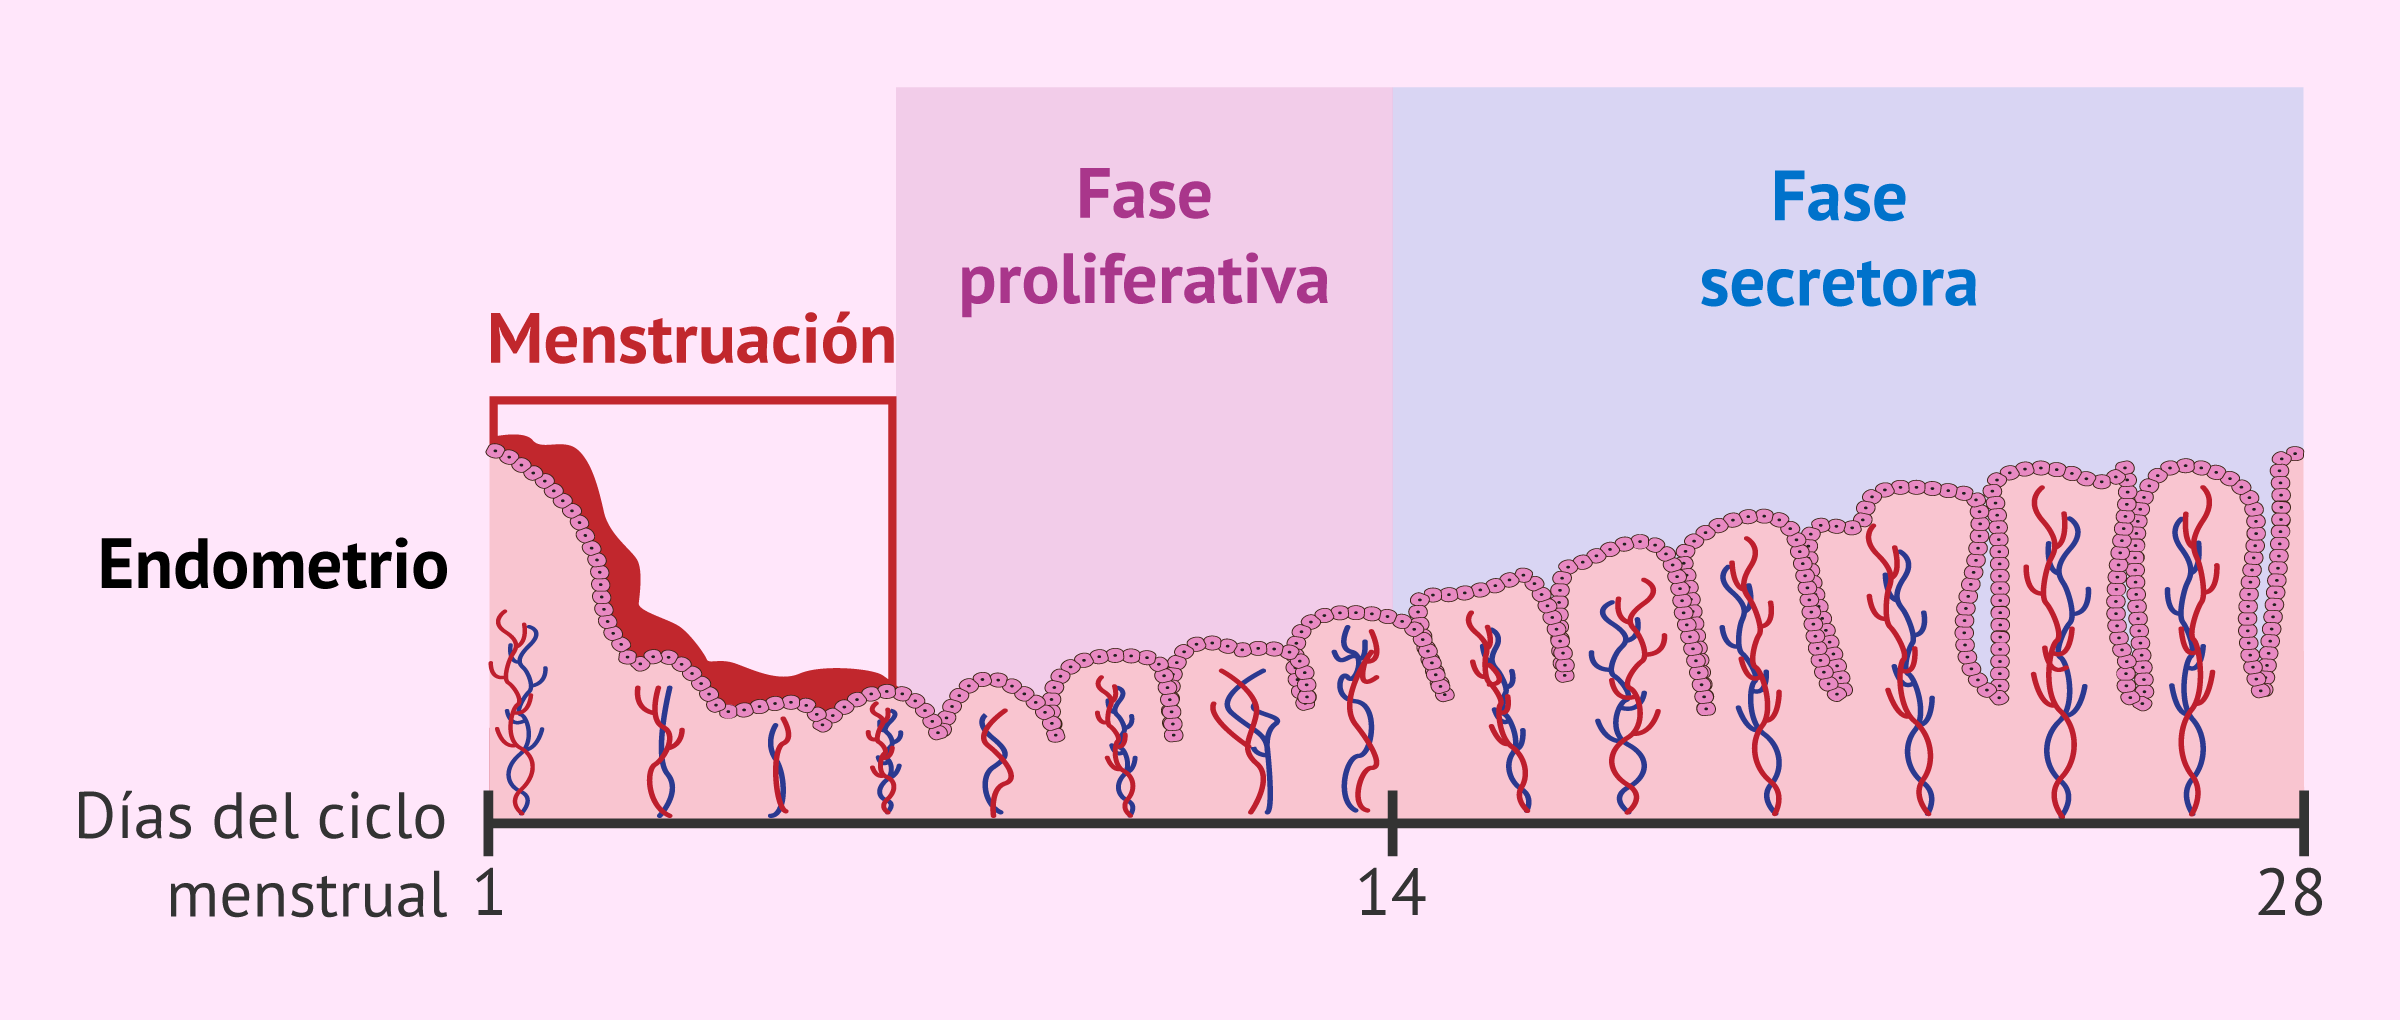 Fase
proliferativa
Fase
secretora
Menstruación
Endometrio
Días del ciclo
menstrual
1
14
28